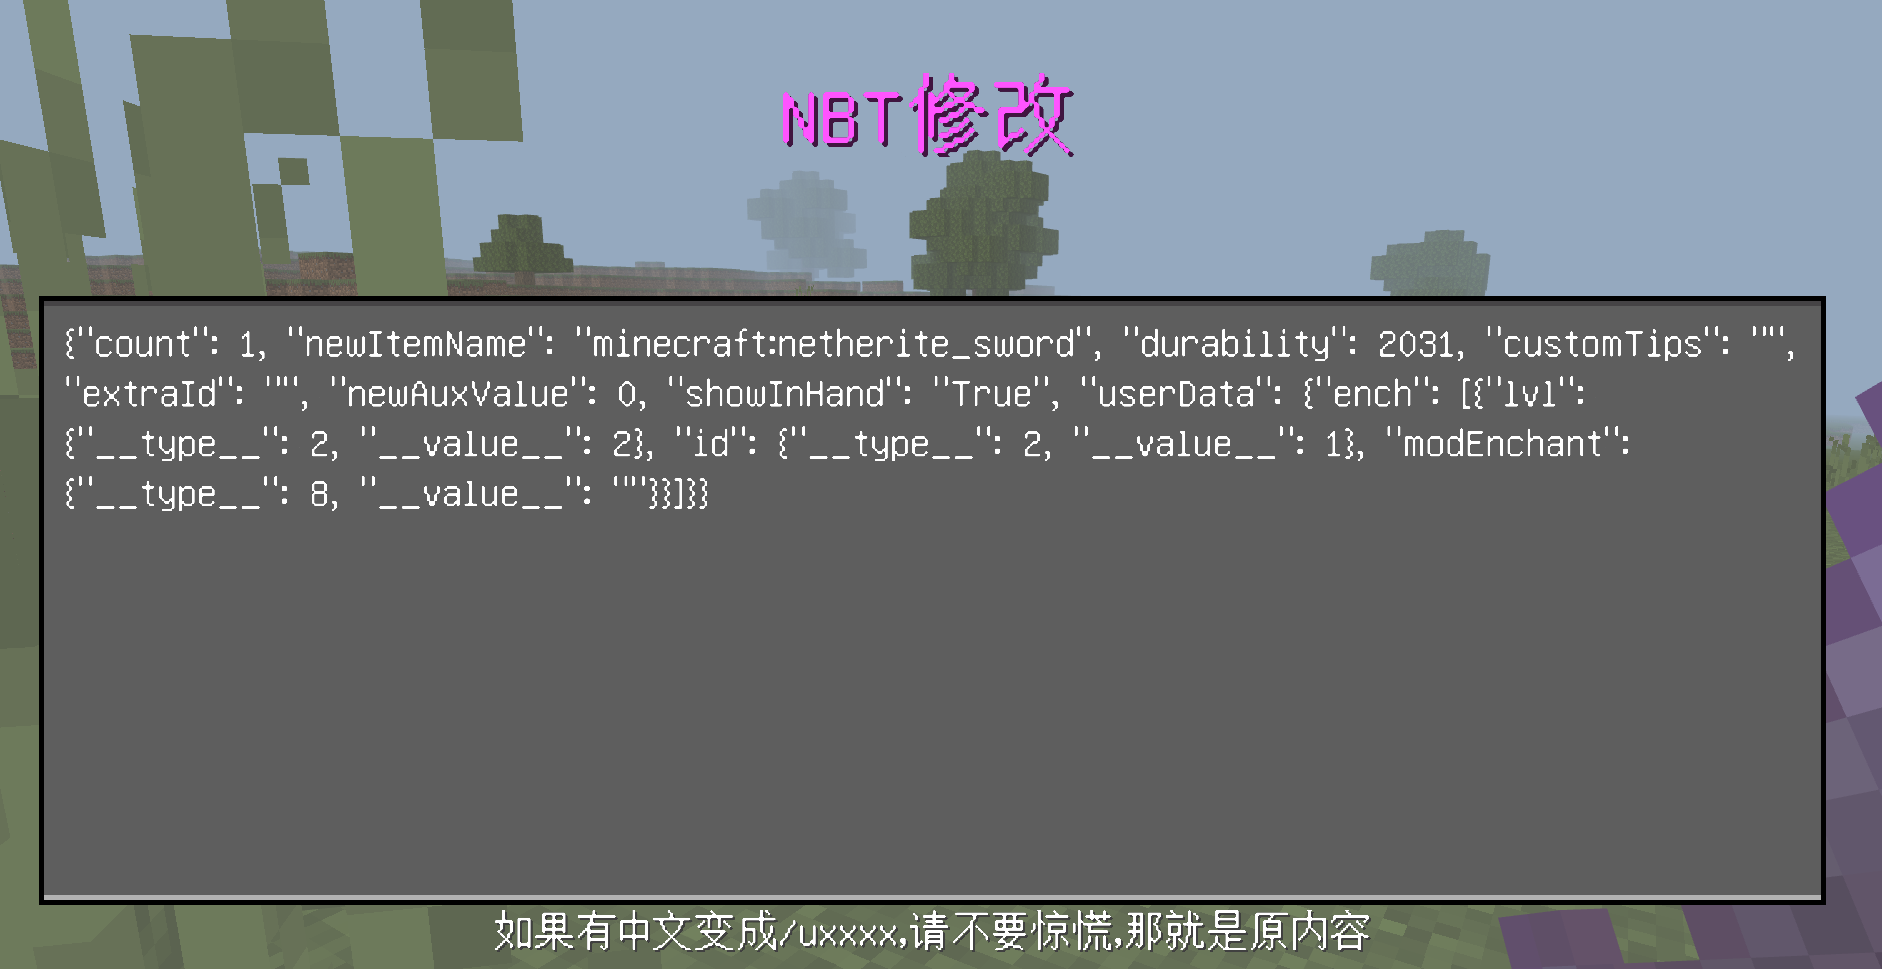 NBT修改
{"count": 1, "newItemName": "minecraft:netherite_sword", "durability": 2031, "customTips": "",
"extraId": "", "newAuxValue": 0, "showInHand": "True", "userData": {"ench": [{"lvl":
{"__type__": 2, "__value__": 2}, "id": {"__type__": 2, "__value__": 1}, "modEnchant":
{"__type__": 8, "__value__": ""}}]}}
如果有中文变成/uxxxx,请不要惊慌,那就是原内容